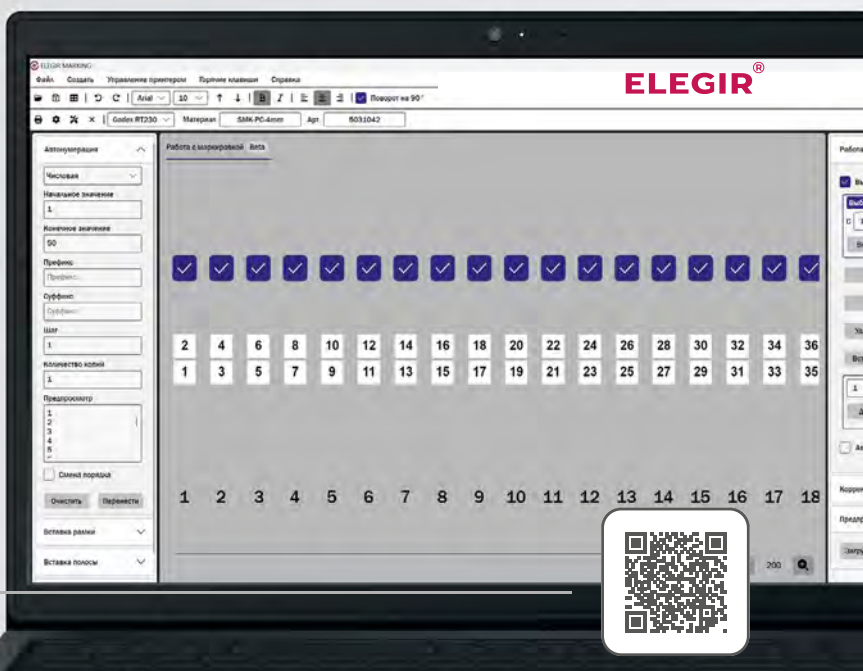 ELEGIR MARKING
Файл Создать Управление принтером Горячие клавиши Справка
ELEGIR®
Arial 10 B I Поворот на 90°
Godex RT230 Материал SMK-PC-4mm Арт. 5031042
Автонумерация
Работа с маркировкой Beta
Работа
Числовая
Начальное значение
1
Конечное значение
50
Префикс
Префикс...
Суффикс
Суффикс...
Шаг
1
Количество копий
1
Предпросмотр
1
2
3
4
5
Смена порядка
Очистить Перенести
Вставка рамки
Вставка полосы
2 4 6 8 10 12 14 16 18 20 22 24 26 28 30 32 34 36
1 3 5 7 9 11 13 15 17 19 21 23 25 27 29 31 33 35
1 2 3 4 5 6 7 8 9 10 11 12 13 14 15 16 17 18
200
С
1